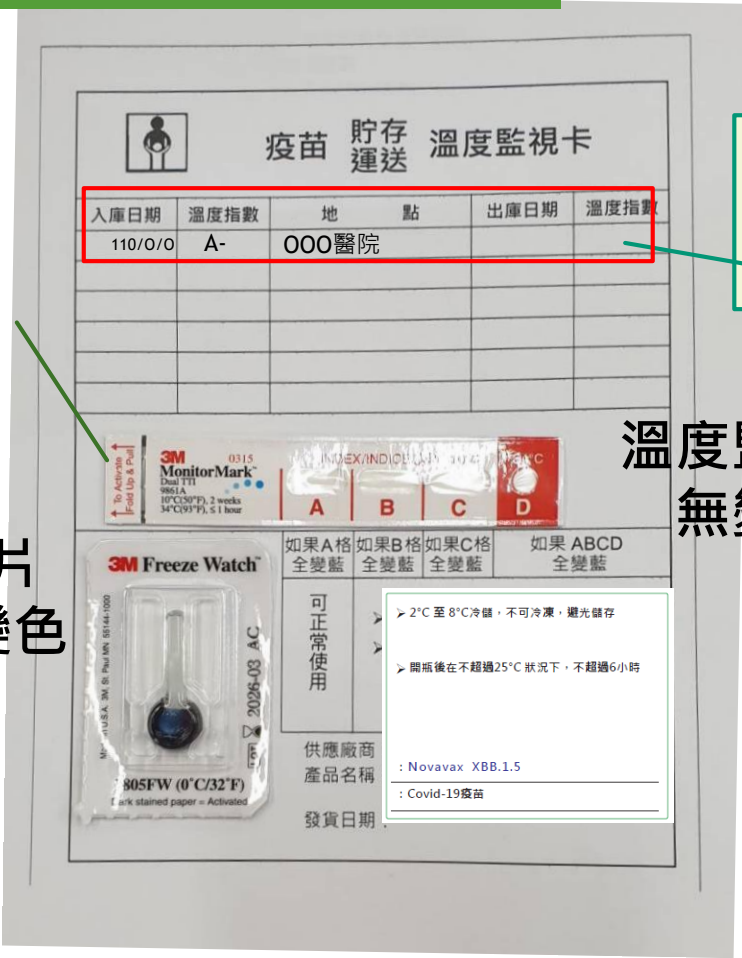 疫苗 貯存運送 溫度監視卡
入庫日期 溫度指數 地 點 出庫日期 溫度指數
110/O/O A- OOO醫院
To Activate
Fold Up & Pull
3M 0315
MonitorMark™
Dual TTI
9861A
10°C(50°F), 2 weeks
34°C(93°F), ≤ 1 hour
A B C D
溫度
無
片
色
如果A格全變藍 如果B格全變藍 如果C格全變藍 如果 ABCD 全變藍
可正常使用
3M Freeze Watch™
2026-03 AC
805FW (0°C/32°F)
Dark stained paper = Activated
➢ 2°C 至 8°C冷儲，不可冷凍，避光儲存
➢ 開瓶後在不超過25°C 狀況下，不超過6小時
供應廠商 : Novavax XBB.1.5
產品名稱 : Covid-19疫苗
發貨日期 :